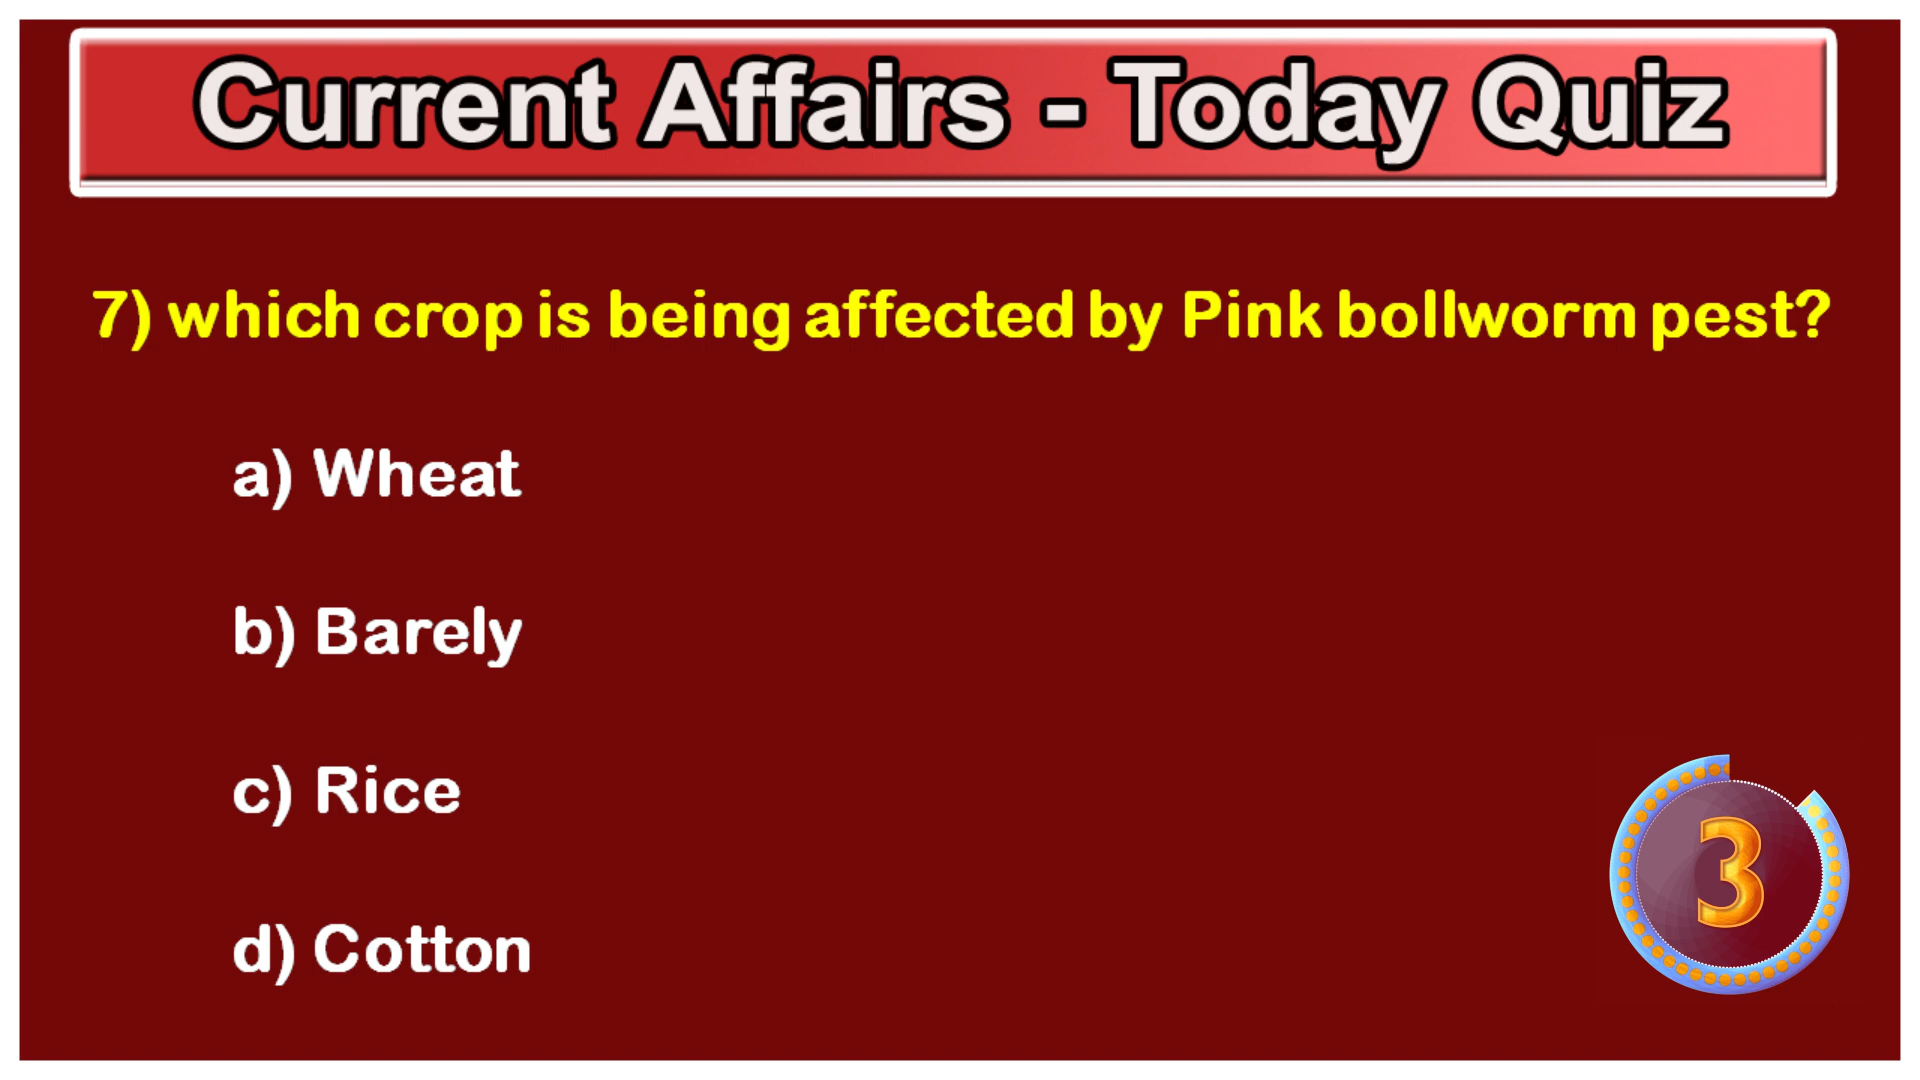 Current Affairs - Today Quiz
7) which crop is being affected by Pink bollworm pest?
a) Wheat
b) Barely
c) Rice
d) Cotton
3